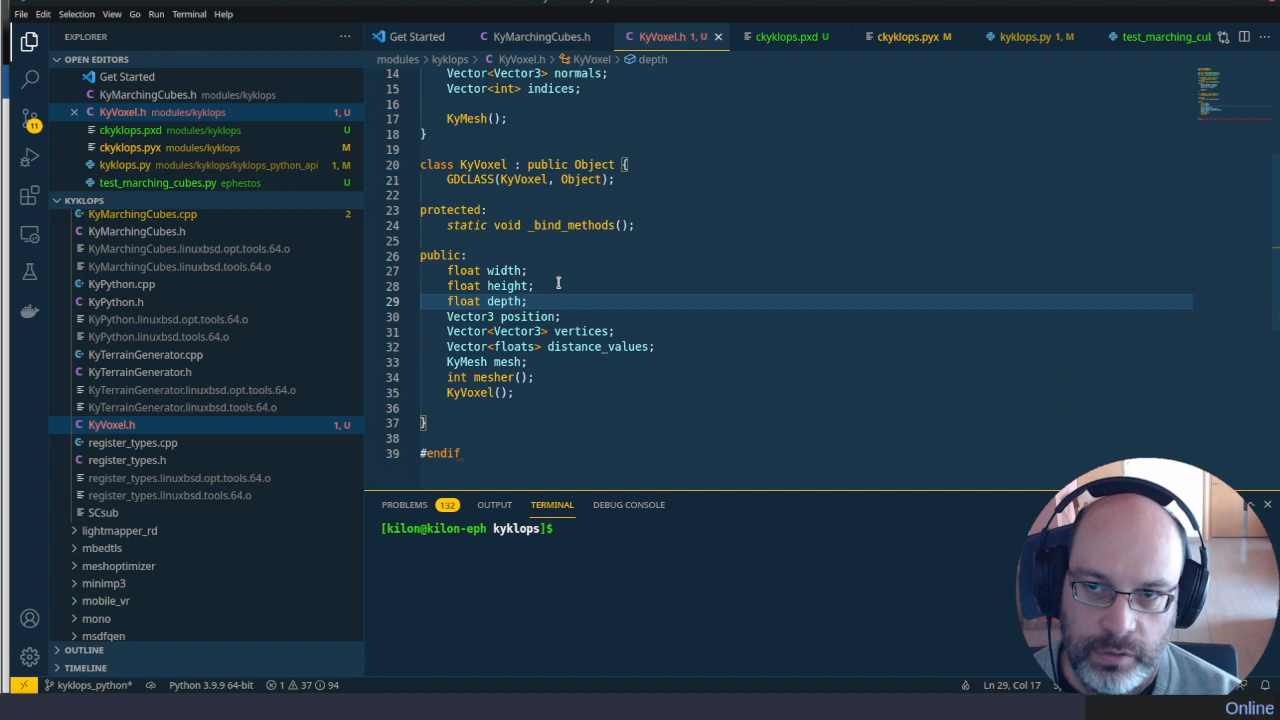 File Edit Selection View Go Run Terminal Help
EXPLORER
OPEN EDITORS
Get Started
KyMarchingCubes.h modules/kyklops
KyVoxel.h modules/kyklops 1, U
ckyklops.pxd modules/kyklops U
ckyklops.pyx modules/kyklops M
kyklops.py modules/kyklops/kyklops_python_api 1, M
test_marching_cubes.py ephestos U
KYKLOPS
KyMarchingCubes.cpp 2
KyMarchingCubes.h
KyMarchingCubes.linuxbsd.opt.tools.64.o
KyMarchingCubes.linuxbsd.tools.64.o
KyPython.cpp
KyPython.h
KyPython.linuxbsd.opt.tools.64.o
KyPython.linuxbsd.tools.64.o
KyTerrainGenerator.cpp
KyTerrainGenerator.h
KyTerrainGenerator.linuxbsd.opt.tools.64.o
KyTerrainGenerator.linuxbsd.tools.64.o
KyVoxel.h 1, U
register_types.cpp
register_types.h
register_types.linuxbsd.opt.tools.64.o
register_types.linuxbsd.tools.64.o
SCsub
lightmapper_rd
mbedtls
meshoptimizer
minimp3
mobile_vr
mono
msdfgen
OUTLINE
TIMELINE
11
Get Started KyMarchingCubes.h KyVoxel.h 1, U ckyklops.pxd U ckyklops.pyx M kyklops.py 1, M test_marching_cub
modules > kyklops > KyVoxel.h > KyVoxel > depth
14 Vector<Vector3> normals;
15 Vector<int> indices;
16
17 KyMesh();
18 }
19
20 class KyVoxel : public Object {
21 GDCLASS(KyVoxel, Object);
22
23 protected:
24 static void _bind_methods();
25
26 public:
27 float width;
28 float height;
29 float depth;
30 Vector3 position;
31 Vector<Vector3> vertices;
32 Vector<floats> distance_values;
33 KyMesh mesh;
34 int mesher();
35 KyVoxel();
36
37 }
38
39 #endif
PROBLEMS 132 OUTPUT TERMINAL DEBUG CONSOLE
[kilon@kilon-eph kyklops]$
kyklops_python* Python 3.9.9 64-bit 1 37 94 Ln 29, Col 17
Online